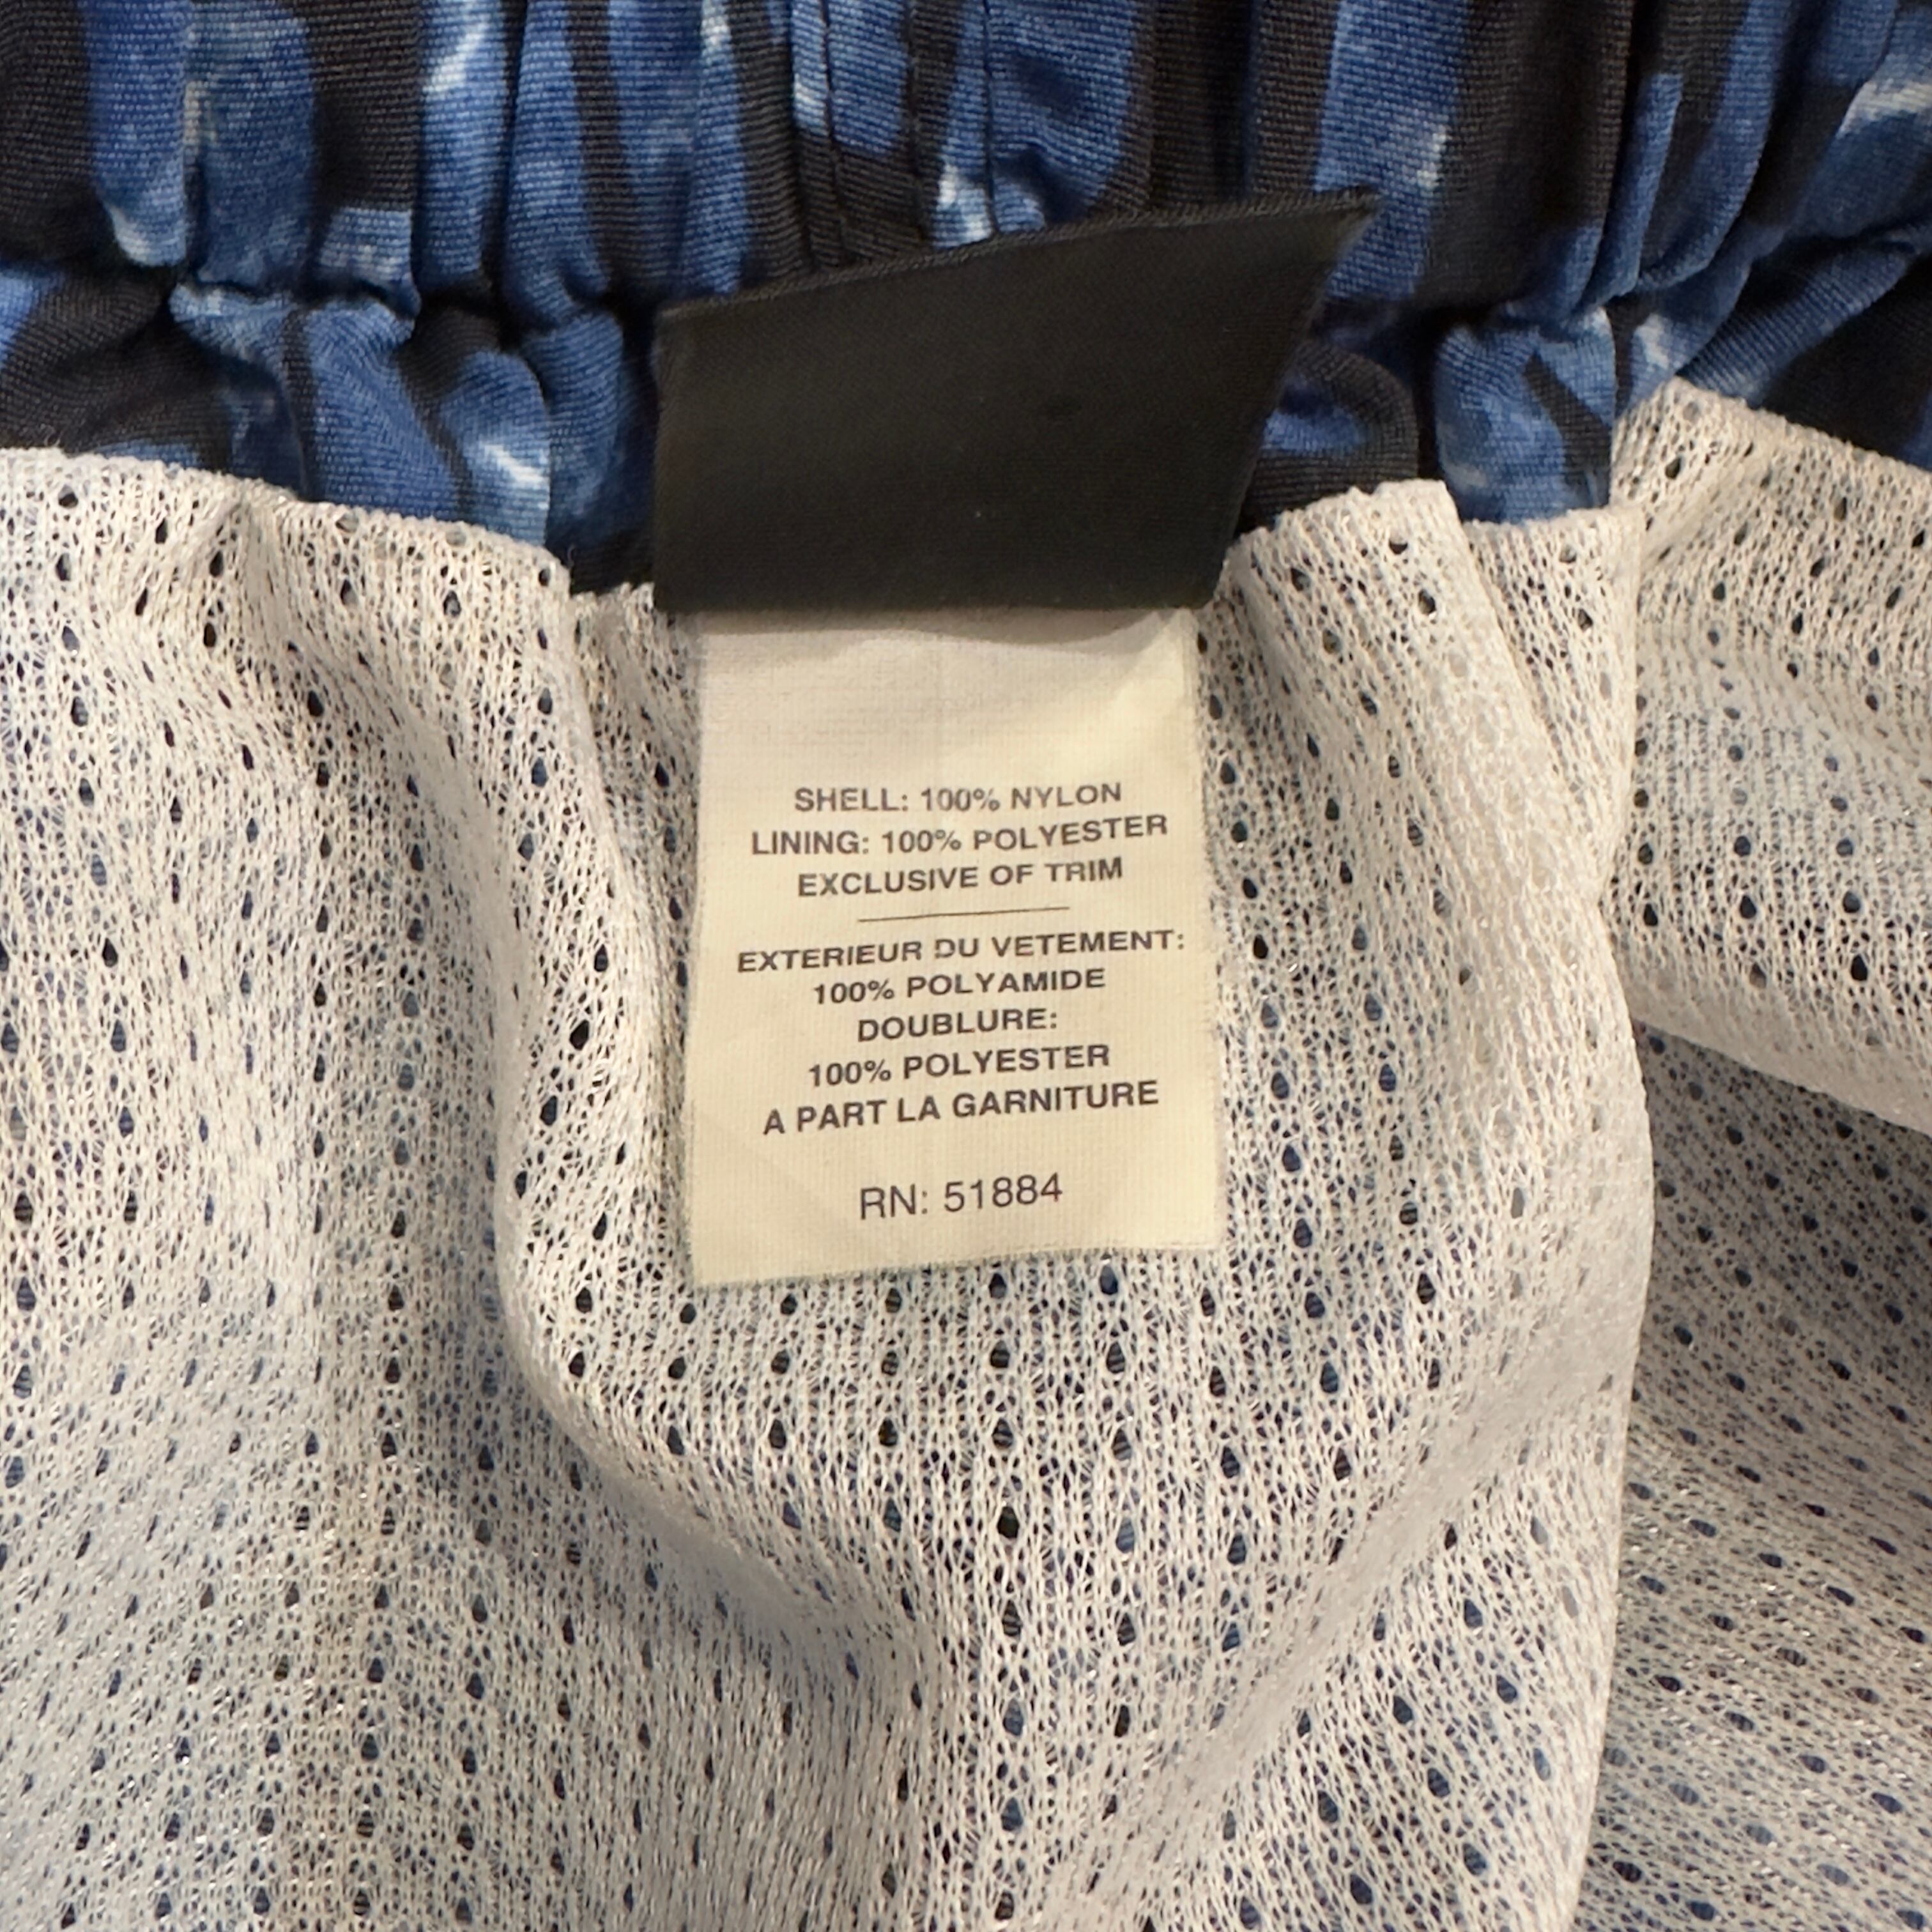 SHELL: 100% NYLON
LINING: 100% POLYESTER
EXCLUSIVE OF TRIM
EXTERIEUR DU VETEMENT:
100% POLYAMIDE
DOUBLURE:
100% POLYESTER
A PART LA GARNITURE
RN: 51884